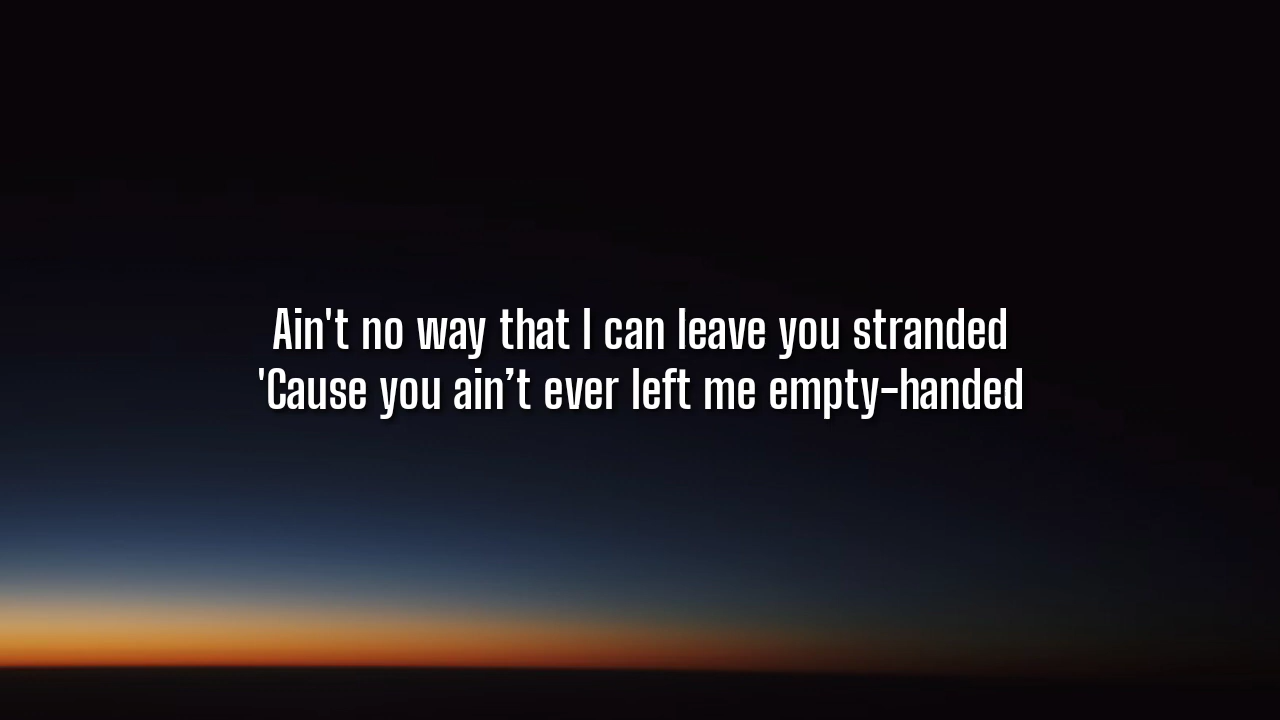 Ain't no way that I can leave you stranded
'Cause you ain’t ever left me empty-handed